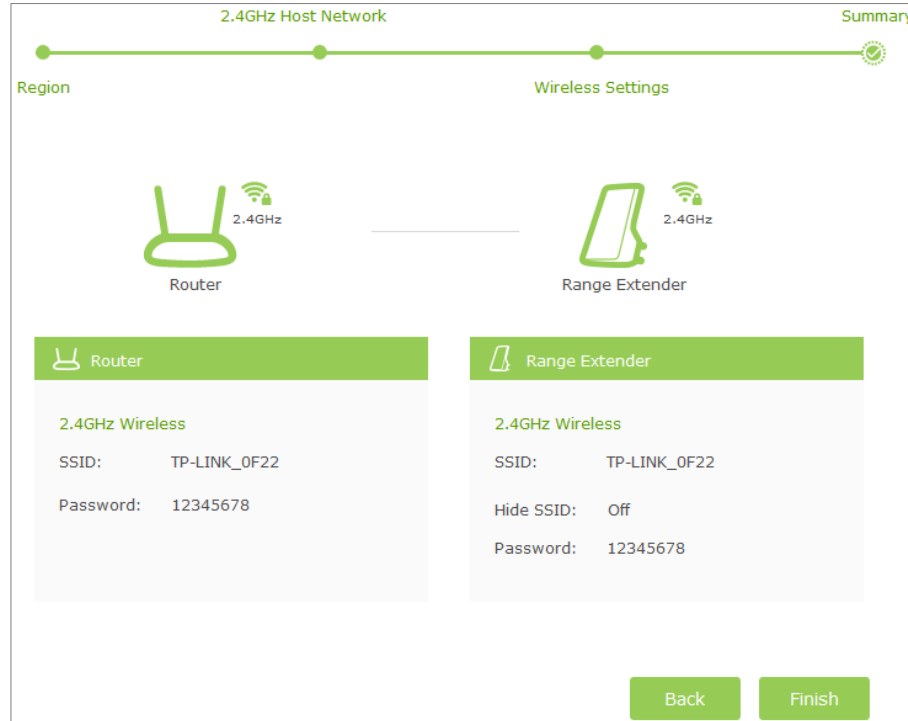 2.4GHz Host Network Summary
Region Wireless Settings
2.4GHz 2.4GHz
Router Range Extender
Router
2.4GHz Wireless
SSID: TP-LINK_0F22
Password: 12345678
Range Extender
2.4GHz Wireless
SSID: TP-LINK_0F22
Hide SSID: Off
Password: 12345678
Back Finish